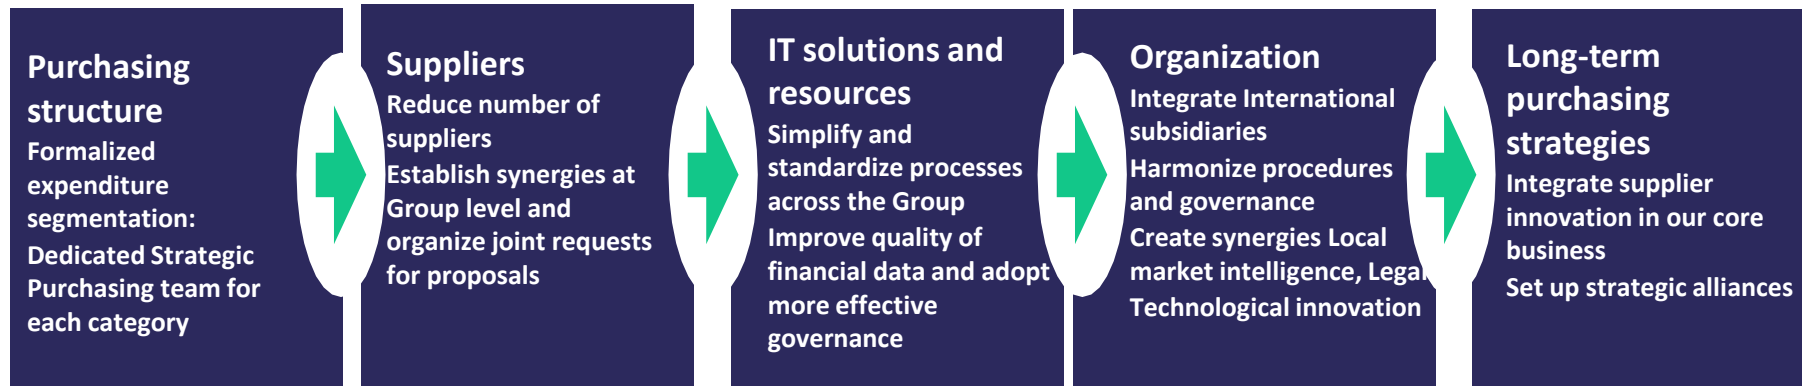 Purchasing
structure
Formalized
expenditure
segmentation:
Dedicated Strategic
Purchasing team for
each category
Suppliers
Reduce number of
suppliers
Establish synergies at
Group level and
organize joint requests
for proposals
IT solutions and
resources
Simplify and
standardize processes
across the Group
Improve quality of
financial data and adopt
more effective
governance
Organization
Integrate International
subsidiaries
Harmonize procedures
and governance
Create synergies Local
market intelligence, Legal
Technological innovation
Long-term
purchasing
strategies
Integrate supplier
innovation in our core
business
Set up strategic alliances